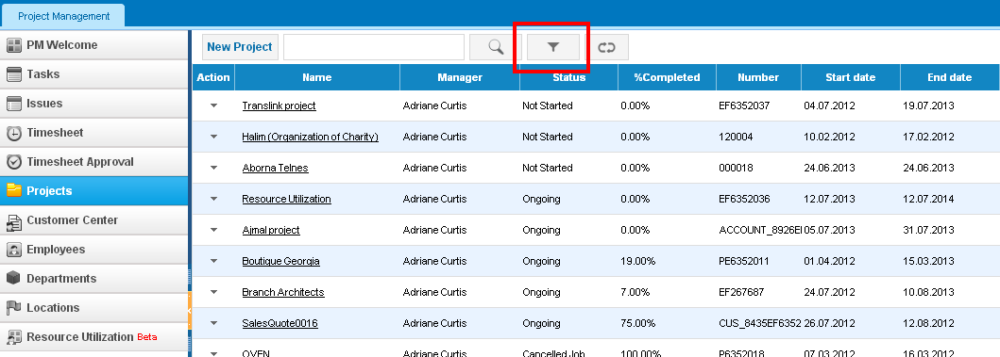 Project Management
PM Welcome
Tasks
Issues
Timesheet
Timesheet Approval
Projects
Customer Center
Employees
Departments
Locations
Resource Utilization Beta
New Project
Action Name Manager Status %Completed Number Start date End date
Translink project Adriane Curtis Not Started 0.00% EF6352037 04.07.2012 19.07.2013
Halim (Organization of Charity) Adriane Curtis Not Started 0.00% 120004 10.02.2012 17.02.2012
Aborna Telnes Adriane Curtis Not Started 0.00% 000018 24.06.2013 24.06.2013
Resource Utilization Adriane Curtis Ongoing 0.00% EF6352036 12.07.2013 12.07.2014
Ajmal project Adriane Curtis Ongoing 0.00% ACCOUNT_8926EI 05.07.2013 31.07.2013
Boutique Georgia Adriane Curtis Ongoing 19.00% PE6352011 01.04.2012 15.03.2013
Branch Architects Adriane Curtis Ongoing 7.00% EF267687 24.07.2012 10.08.2013
SalesQuote0016 Adriane Curtis Ongoing 75.00% CUS_8435EF6352 26.07.2012 12.08.2012
OVEN Adriane Curtis Cancelled Job 100.00% P6352018 07.03.2012 16.03.2012